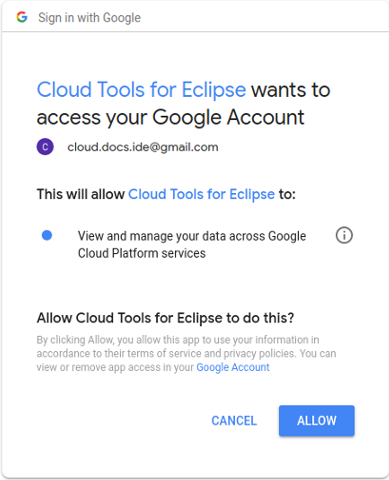 G Sign in with Google
Cloud Tools for Eclipse wants to
access your Google Account
C cloud.docs.ide@gmail.com
This will allow Cloud Tools for Eclipse to:
View and manage your data across Google
Cloud Platform services
Allow Cloud Tools for Eclipse to do this?
By clicking Allow, you allow this app to use your information in
accordance to their terms of service and privacy policies. You can
view or remove app access in your Google Account
CANCEL ALLOW